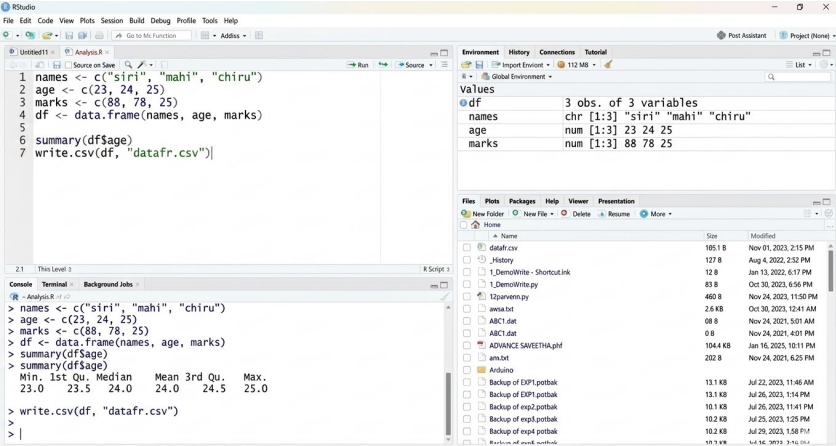 RStudio
File Edit Code View Plots Session Build Debug Profile Tools Help
Go to Mc Function Addiss Post Assistant Project (None)
Untitled11 Analysis.R
Source on Save Run Source
1 names <- c("siri", "mahi", "chiru")
2 age <- c(23, 24, 25)
3 marks <- c(88, 78, 25)
4 df <- data.frame(names, age, marks)
5
6 summary(df$age)
7 write.csv(df, "datafr.csv")
2.1 This Level R Script
Console Terminal Background Jobs
- Analysis.R
> names <- c("siri", "mahi", "chiru")
> age <- c(23, 24, 25)
> marks <- c(88, 78, 25)
> df <- data.frame(names, age, marks)
> summary(df$age)
> summary(df$age)
Min. 1st Qu. Median Mean 3rd Qu. Max.
23.0 23.5 24.0 24.0 24.5 25.0
> write.csv(df, "datafr.csv")
>
>
Environment History Connections Tutorial
Import Enviont 112 MB List
R Global Environment
Values
df 3 obs. of 3 variables
names chr [1:3] "siri" "mahi" "chiru"
age num [1:3] 23 24 25
marks num [1:3] 88 78 25
Files Plots Packages Help Viewer Presentation
New Folder New File Delete Resume More
Home
Name Size Modified
datafr.csv 105.1 B Nov 01, 2023, 2:15 PM
_History 127 B Aug 4, 2022, 2:52 PM
1_DemoWrite - Shortcut.ink 12 B Jan 13, 2022, 6:17 PM
1_DemoWrite.py 83 B Oct 30, 2023, 6:56 PM
12parvenn.py 460 B Nov 24, 2023, 11:50 PM
awsa.txt 2.6 KB Oct 30, 2023, 12:41 AM
ABC1.dat 08 B Nov 24, 2021, 5:01 AM
ABC1.dat 0 B Nov 24, 2021, 4:01 AM
ADVANCE SAVEETHA.phf 104.4 KB Jan 16, 2025, 10:11 PM
am.txt 202 B Nov 24, 2021, 6.25 PM
Arduino
Backup of EXP1.potbak 13.1 KB Jul 22, 2023, 11:46 AM
Backup of EXP1.potbak 13.1 KB Jul 26, 2023, 1:14 PM
Backup of exp2.potbak 10.1 KB Jul 26, 2023, 11:41 PM
Backup of Exp3.potbak 10.2 KB Jul 25, 2023, 1:25 PM
Backup of exp4 potbak 10.2 KB Jul 29, 2023, 1.58 PM